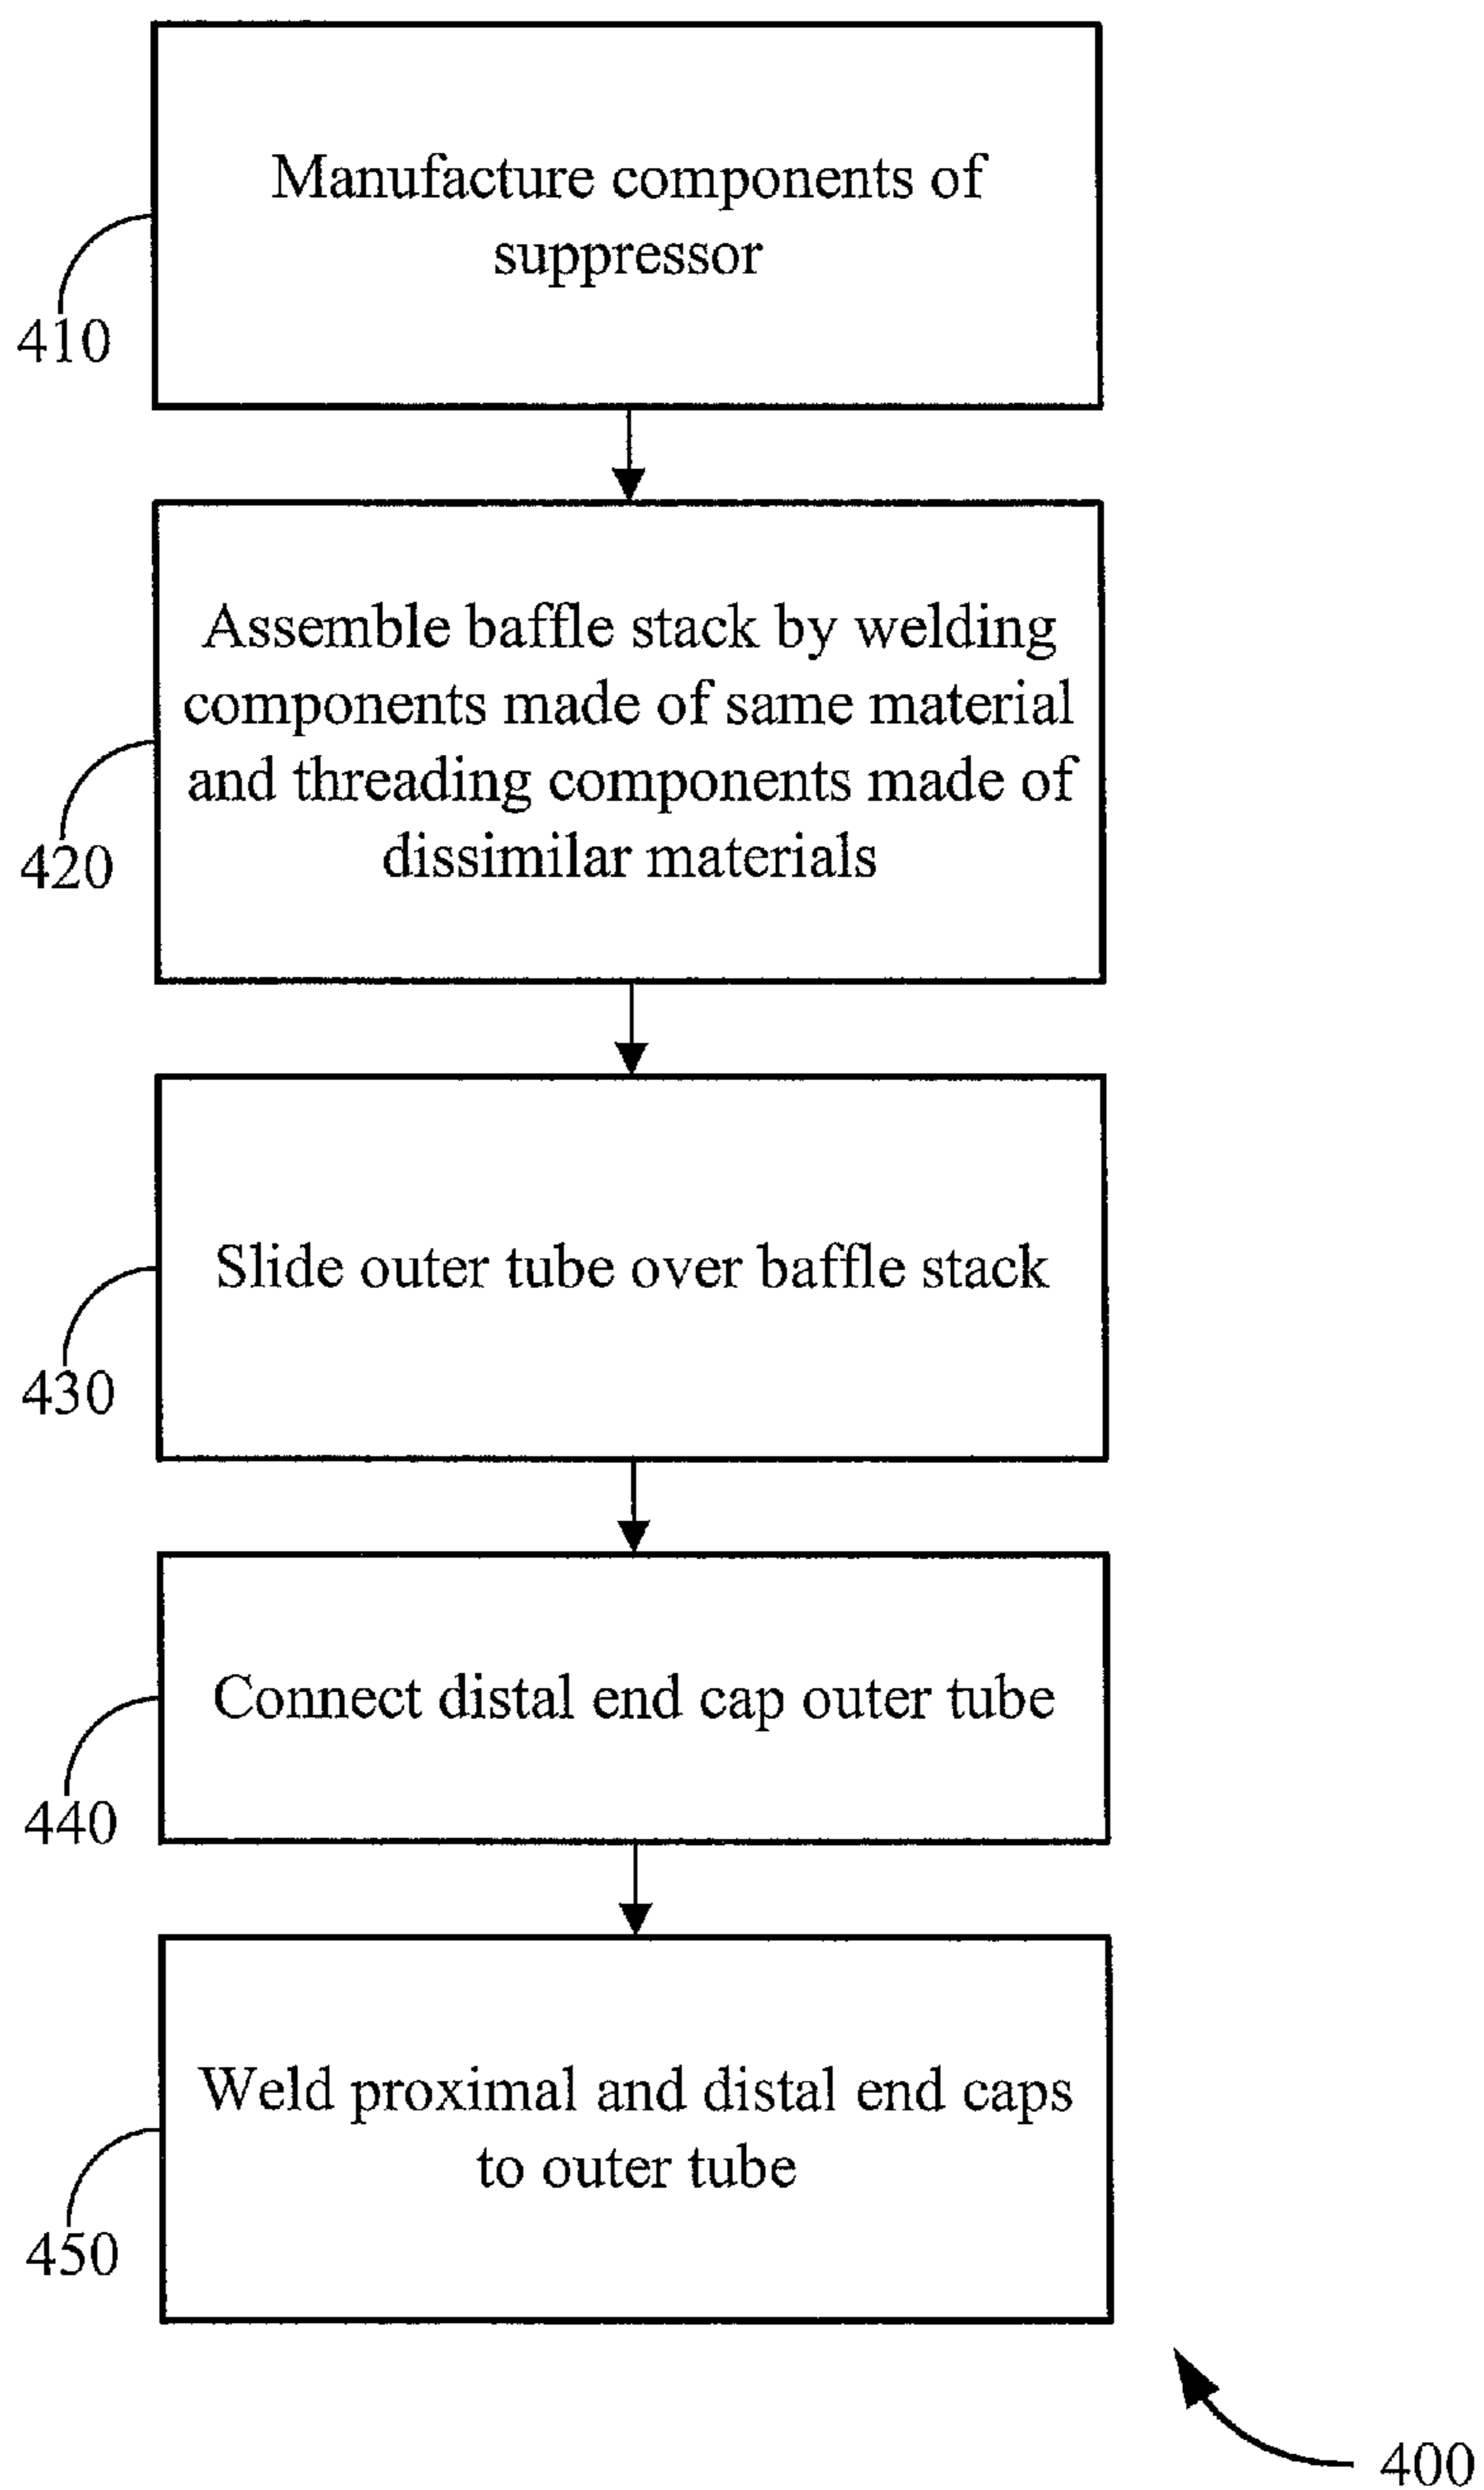 Manufacture components of
suppressor
410
Assemble baffle stack by welding
components made of same material
and threading components made of
dissimilar materials
420
Slide outer tube over baffle stack
430
Connect distal end cap outer tube
440
Weld proximal and distal end caps
to outer tube
450
400